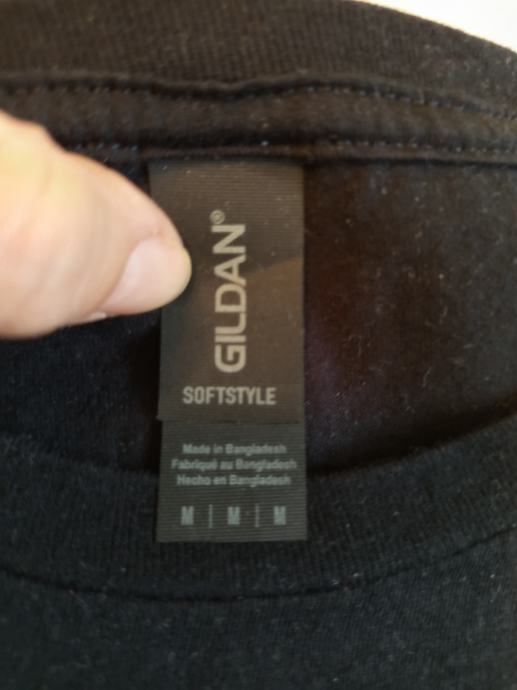 GILDAN®
SOFTSTYLE
Made in Bangladesh
Fabriqué au Bangladesh
Hecho en Bangladesh
M | M | M